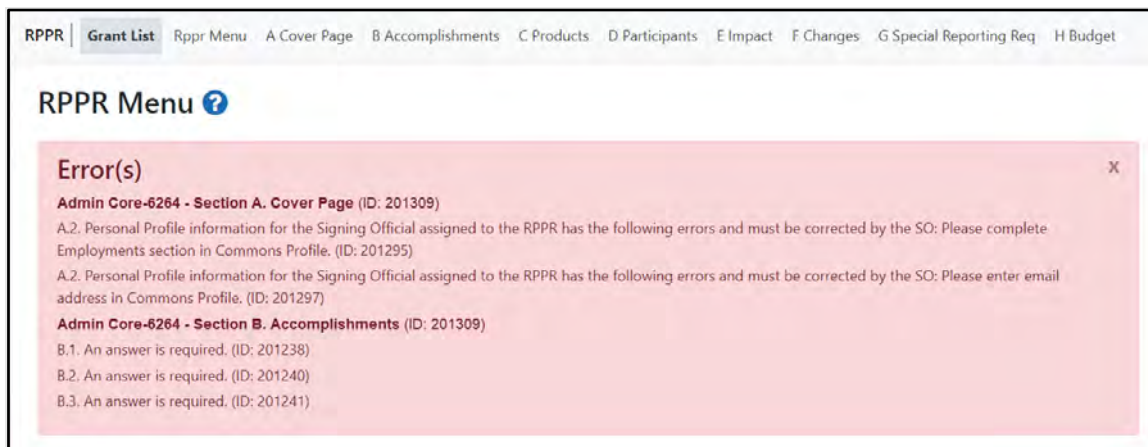 RPPR Grant List Rppr Menu A Cover Page B Accomplishments C Products D Participants E Impact F Changes G Special Reporting Req H Budget
RPPR Menu ?
Error(s) x
Admin Core-6264 - Section A. Cover Page (ID: 201309)
A.2. Personal Profile information for the Signing Official assigned to the RPPR has the following errors and must be corrected by the SO: Please complete
Employments section in Commons Profile. (ID: 201295)
A.2. Personal Profile information for the Signing Official assigned to the RPPR has the following errors and must be corrected by the SO: Please enter email
address in Commons Profile. (ID: 201297)
Admin Core-6264 - Section B. Accomplishments (ID: 201309)
B.1. An answer is required. (ID: 201238)
B.2. An answer is required. (ID: 201240)
B.3. An answer is required. (ID: 201241)